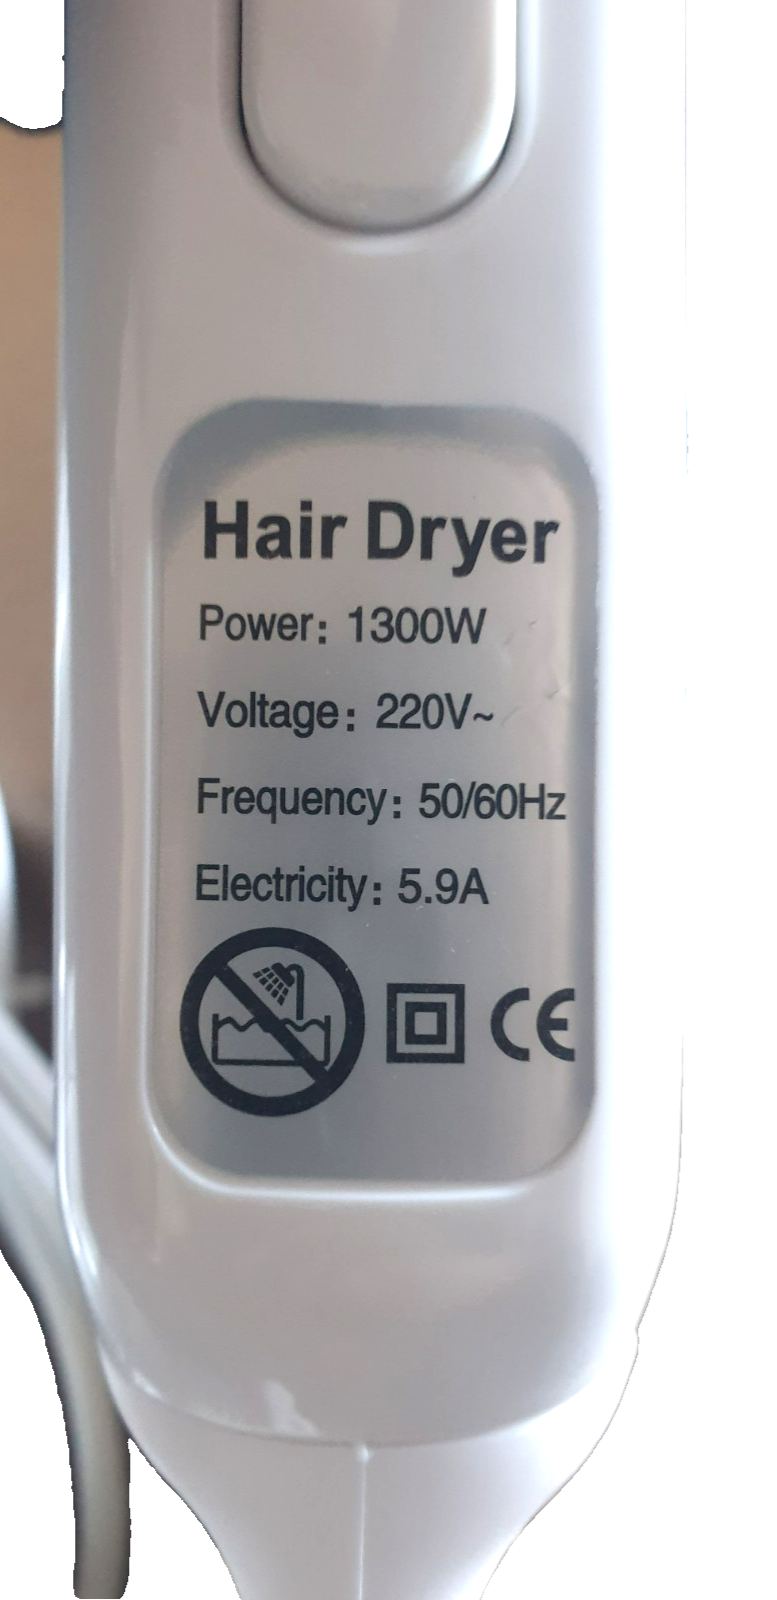 Hair Dryer
Power: 1300W
Voltage: 220V~
Frequency: 50/60Hz
Electricity: 5.9A
CE